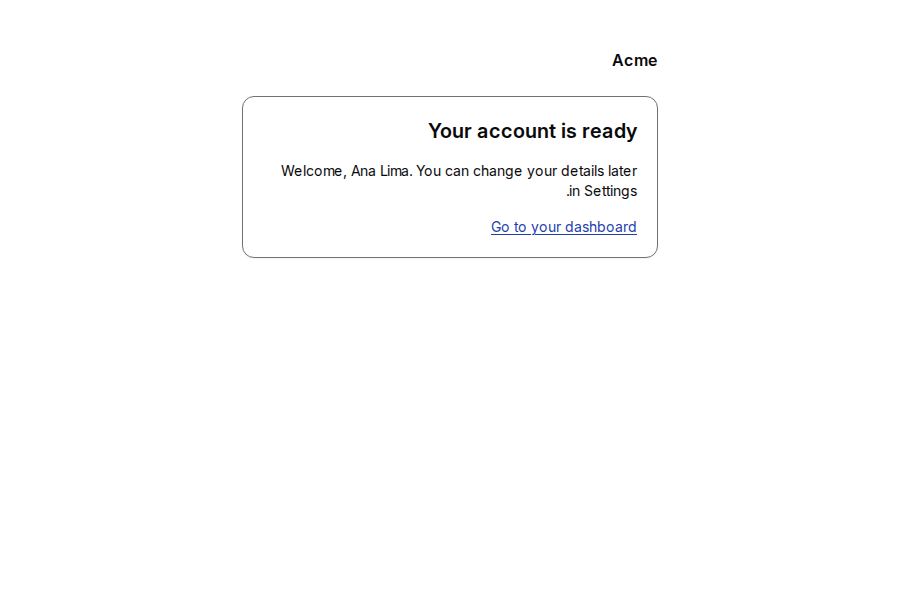 Acme
Your account is ready
Welcome, Ana Lima. You can change your details later
.in Settings
Go to your dashboard